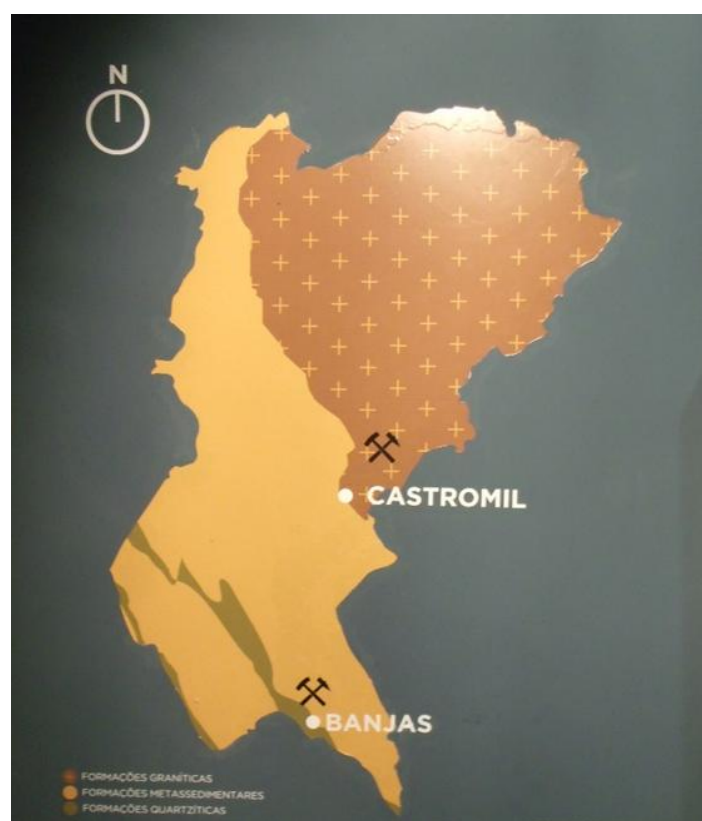 N
CASTROMIL
BANJAS
FORMAÇÕES GRANÍTICAS
FORMAÇÕES METASSEDIMENTARES
FORMAÇÕES QUARTZÍTICAS